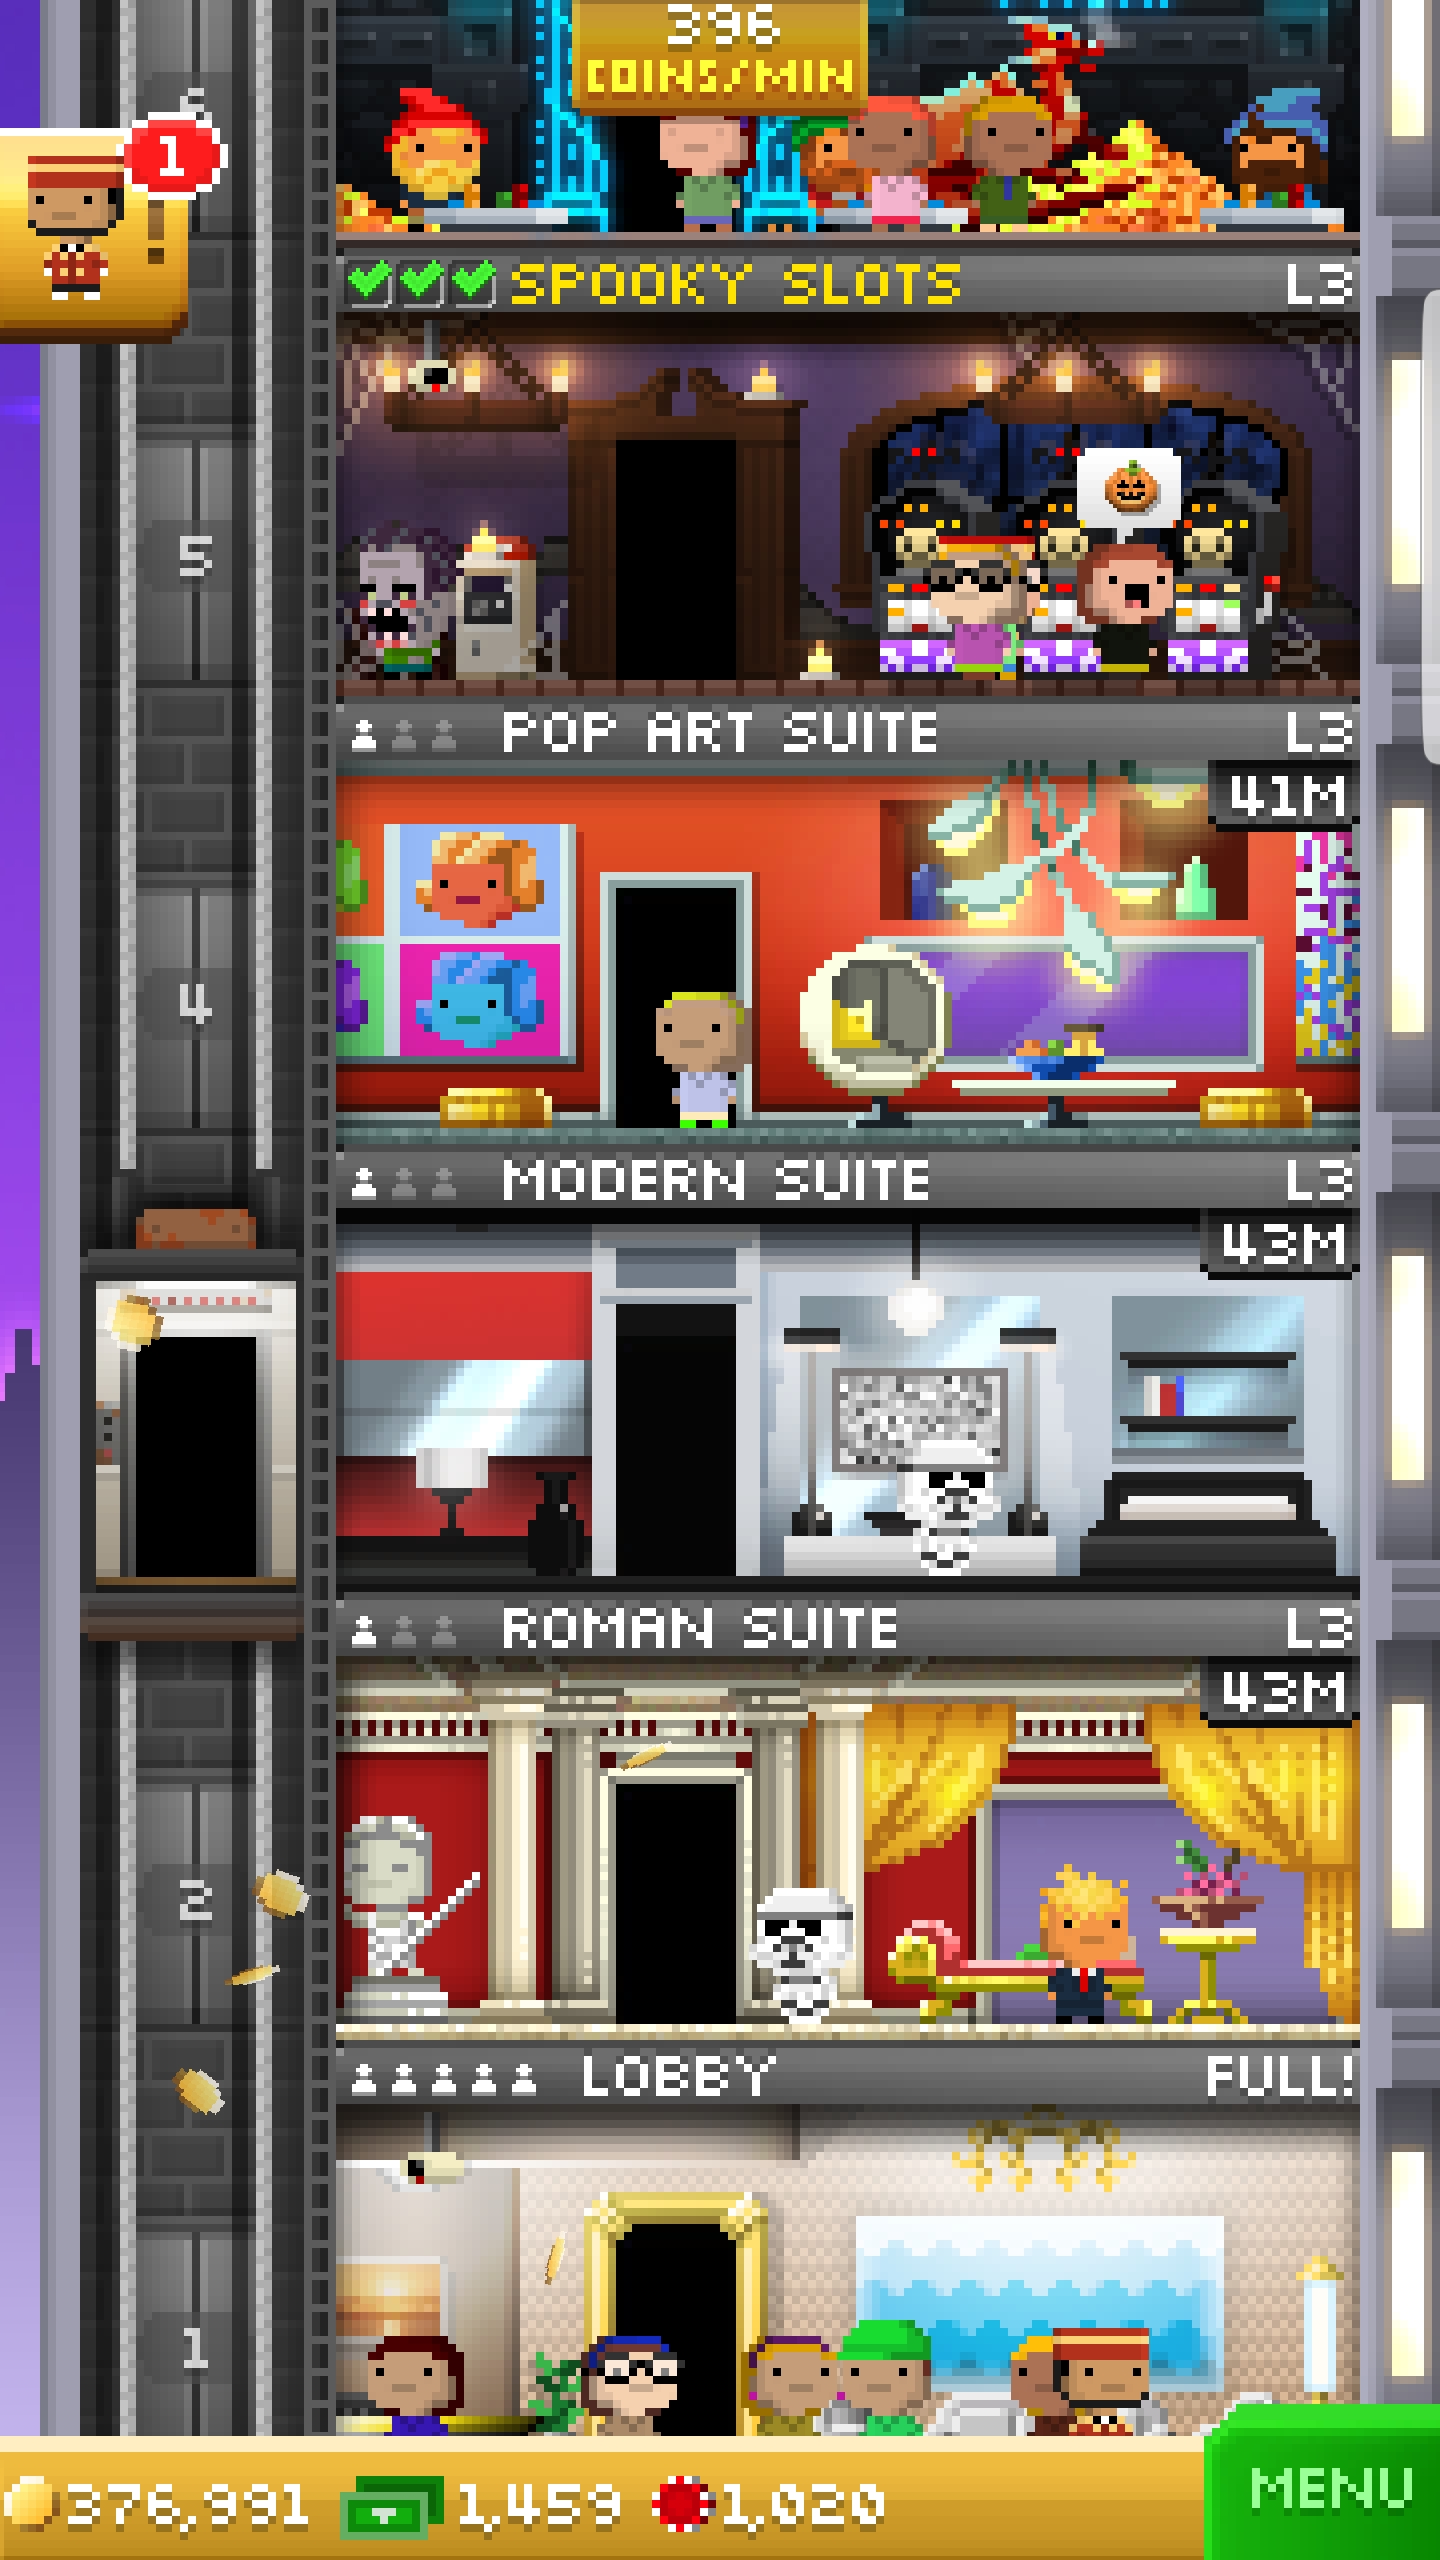 396
COINS/MIN
1
!
SPOOKY SLOTS L3
5
POP ART SUITE L3
41M
4
MODERN SUITE L3
43M
ROMAN SUITE L3
43M
2
LOBBY FULL!
1
376,991 1,459 1,020
MENU